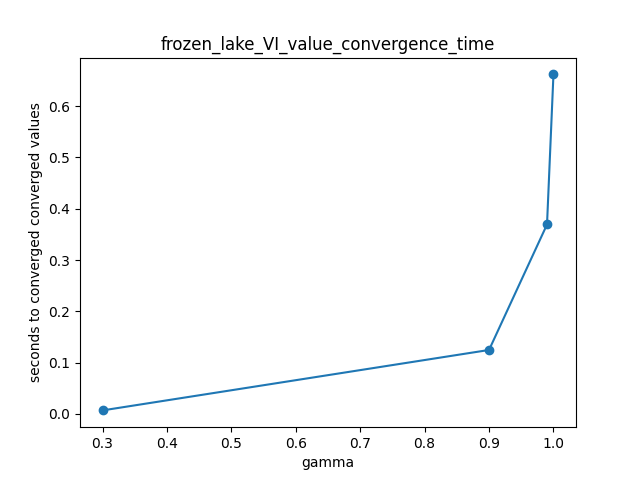 frozen_lake_VI_value_convergence_time
seconds to converged converged values
0.6
0.5
0.4
0.3
0.2
0.1
0.0
0.3 0.4 0.5 0.6 0.7 0.8 0.9 1.0
gamma